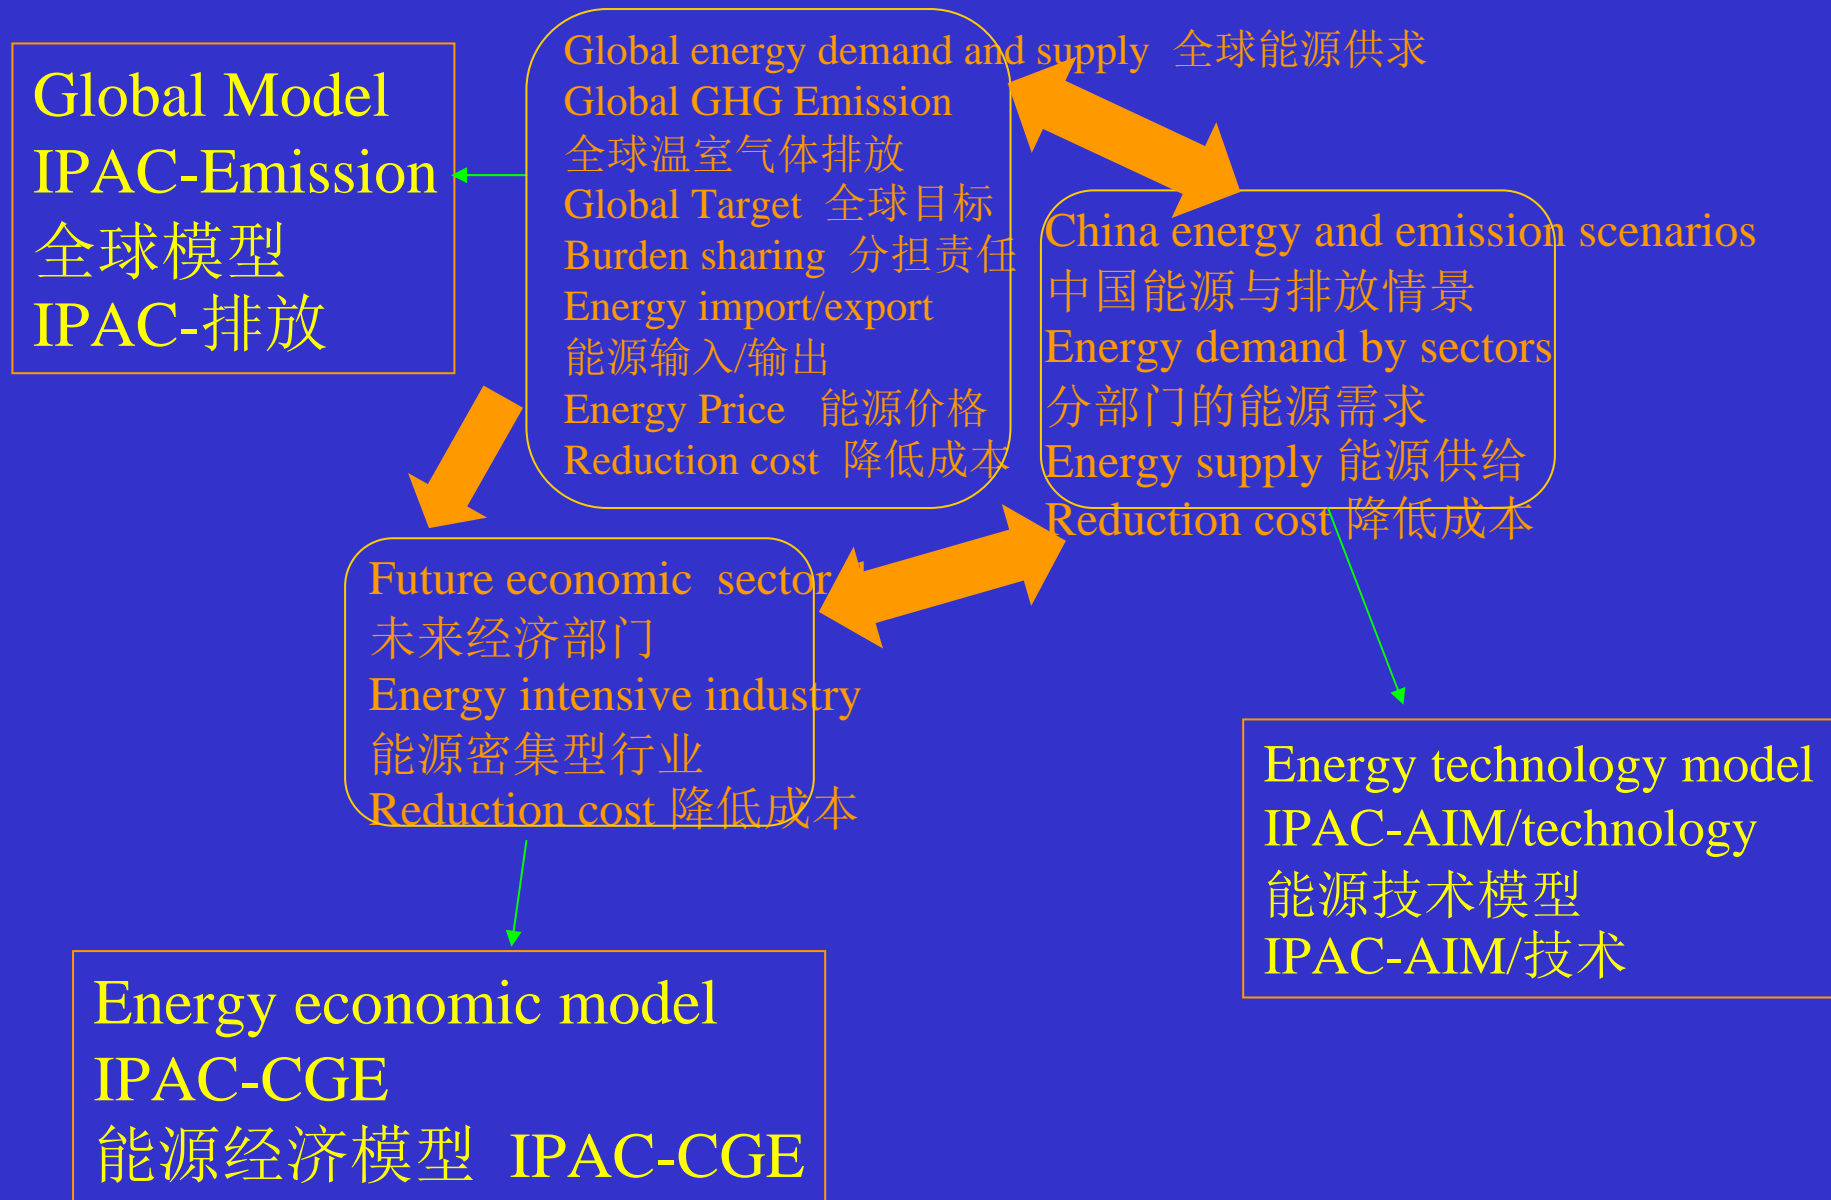 Global Model
IPAC-Emission
全球模型
IPAC-排放
Global energy demand and supply 全球能源供求
Global GHG Emission
全球温室气体排放
Global Target 全球目标
Burden sharing 分担责任
Energy import/export
能源输入/输出
Energy Price 能源价格
Reduction cost 降低成本
China energy and emission scenarios
中国能源与排放情景
Energy demand by sectors
分部门的能源需求
Energy supply 能源供给
Reduction cost 降低成本
Future economic sector
未来经济部门
Energy intensive industry
能源密集型行业
Reduction cost 降低成本
Energy technology model
IPAC-AIM/technology
能源技术模型
IPAC-AIM/技术
Energy economic model
IPAC-CGE
能源经济模型 IPAC-CGE